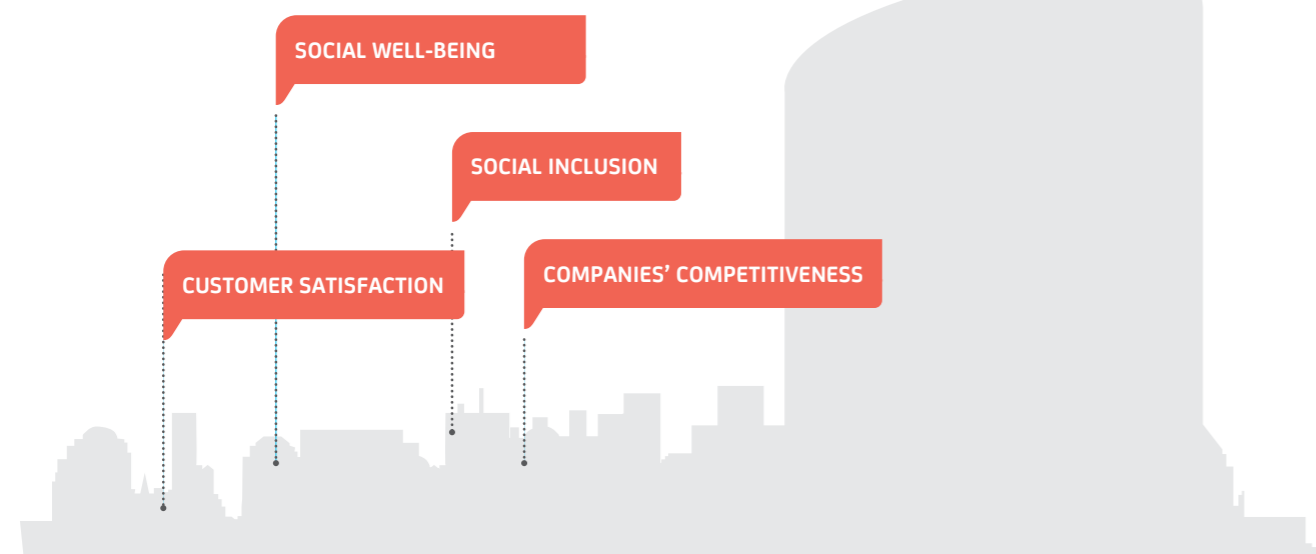 SOCIAL WELL-BEING
SOCIAL INCLUSION
CUSTOMER SATISFACTION
COMPANIES’ COMPETITIVENESS